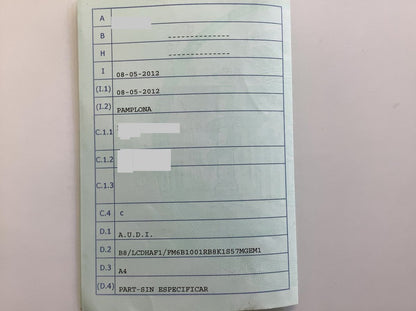 A
B --------------
H --------------
I 08-05-2012
(I.1) 08-05-2012
(I.2) PAMPLONA
C.1.1
C.1.2
C.1.3
C.4 C
D.1 A.U.D.I.
D.2 B8/LCDHAF1/FM6B1001RB8K1S57MGEM1
D.3 A4
(D.4) PART-SIN ESPECIFICAR